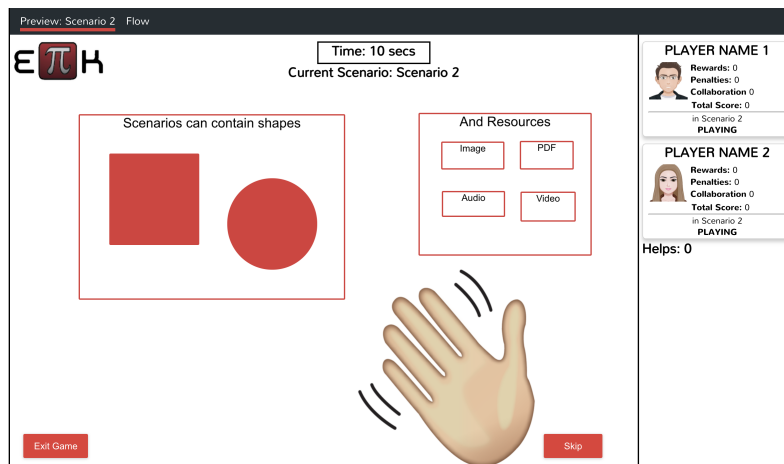 Preview: Scenario 2 Flow
επκ
Time: 10 secs
Current Scenario: Scenario 2
Scenarios can contain shapes
And Resources
Image PDF
Audio Video
Exit Game
Skip
PLAYER NAME 1
Rewards: 0
Penalties: 0
Collaboration 0
Total Score: 0
in Scenario 2
PLAYING
PLAYER NAME 2
Rewards: 0
Penalties: 0
Collaboration 0
Total Score: 0
in Scenario 2
PLAYING
Helps: 0